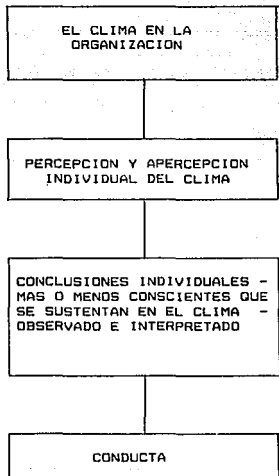 EL CLIMA EN LA
ORGANIZACION
PERCEPCION Y APERCEPCION
INDIVIDUAL DEL CLIMA
CONCLUSIONES INDIVIDUALES -
MAS O MENOS CONSCIENTES QUE
SE SUSTENTAN EN EL CLIMA -
OBSERVADO E INTERPRETADO
CONDUCTA